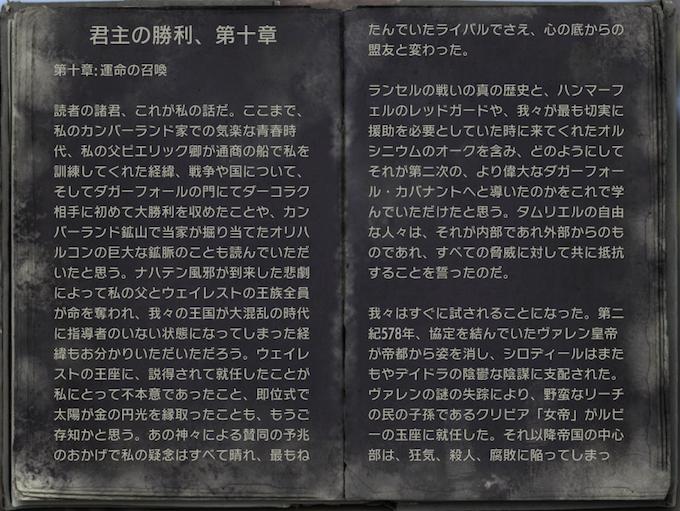 君主の勝利、第十章
第十章:運命の召喚
読者の諸君、これが私の話だ。ここまで、
私のカンバーランド家での気楽な青春時
代、私の父ピエリック卿が通商の船で私を
訓練してくれた経緯、戦争や国について、
そしてダガーフォールの門にてダーコラク
相手に初めて大勝利を収めたことや、カン
バーランド鉱山で当家が掘り当てたオリハ
ルコンの巨大な鉱脈のことも読んでいただ
いたと思う。ナハテン風邪が到来した悲劇
によって私の父とウェイレストの王族全員
が命を奪われ、我々の王国が大混乱の時代
に指導者のいない状態になってしまった経
緯もお分かりいただいただろう。ウェイレ
ストの王座に、説得されて就任したことが
私にとって不本意であったこと、即位式で
太陽が金の円光を縁取ったことも、もうご
存知かと思う。あの神々による賛同の予兆
のおかげで私の疑念はすべて晴れ、最もね
たんでいたライバルでさえ、心の底からの
盟友と変わった。
ランセルの戦いの真の歴史と、ハンマーフ
ェルのレッドガードや、我々が最も切実に
援助を必要としていた時に来てくれたオル
シニウムのオークを含み、どのようにして
それが第二次の、より偉大なダガーフォー
ル・カバナントへと導いたのかをこれで学
んでいただけたと思う。タムリエルの自由
な人々は、それが内部であれ外部からのも
のであれ、すべての脅威に対して共に抵抗
することを誓ったのだ。
我々はすぐに試されることになった。第二
紀578年、協定を結んでいたヴァレン皇帝
が帝都から姿を消し、シロディールはまた
もやデイドラの陰鬱な陰謀に支配された。
ヴァレンの謎の失踪により、野蛮なリーチ
の民の子孫であるクリビア「女帝」がルビ
ーの玉座に就任した。それ以降帝国の中心
部は、狂気、殺人、腐敗に陥ってしまっ